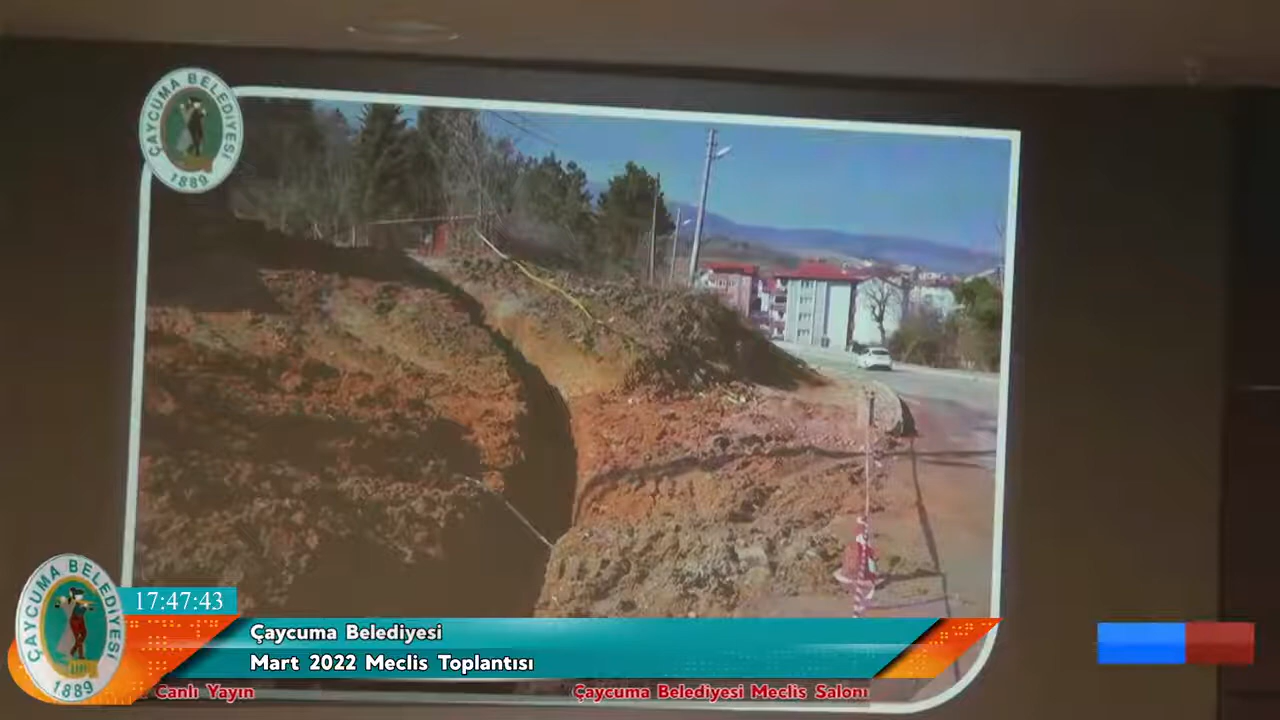 ÇAYCUMA BELEDİYESİ
1889
ÇAYCUMA BELEDİYESİ
1889
17:47:43
Çaycuma Belediyesi
Mart 2022 Meclis Toplantısı
Canlı Yayın
Çaycuma Belediyesi Meclis Salonı